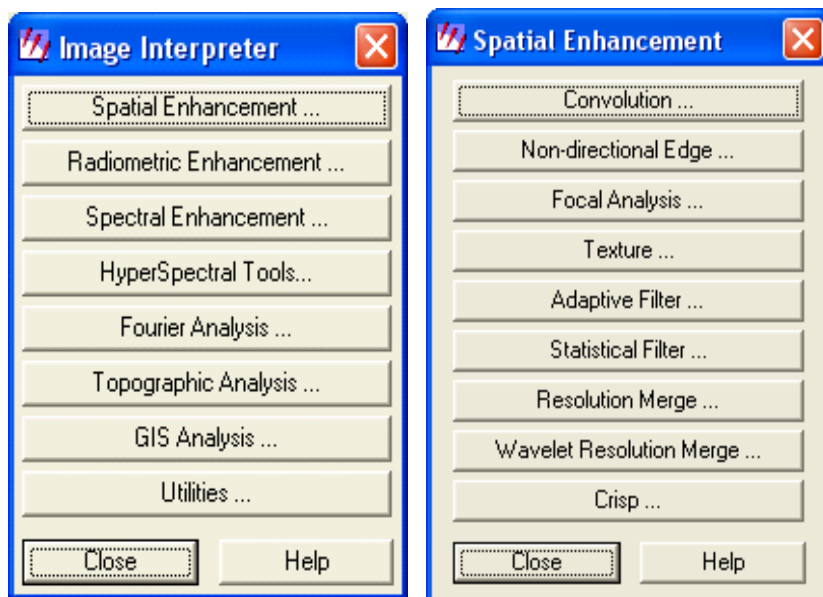 Image Interpreter
Spatial Enhancement ...
Radiometric Enhancement ...
Spectral Enhancement ...
HyperSpectral Tools...
Fourier Analysis ...
Topographic Analysis ...
GIS Analysis ...
Utilities ...
Close
Help
Spatial Enhancement
Convolution ...
Non-directional Edge ...
Focal Analysis ...
Texture ...
Adaptive Filter ...
Statistical Filter ...
Resolution Merge ...
Wavelet Resolution Merge ...
Crisp ...
Close
Help